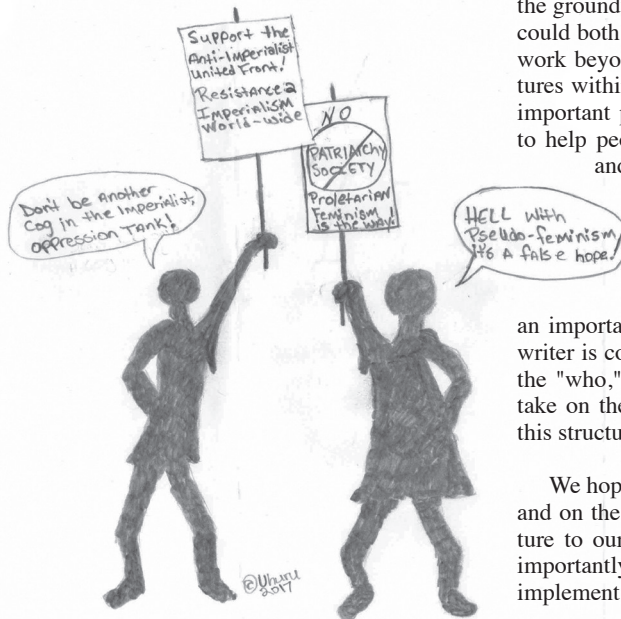 Support the
Anti-Imperialist
United Front!
Resistance 2
Imperialism
World-wide
NO
PATRIArchy
SocIETY
ProletArian
Feminism
is the way!
Don't be Another
Cog in the Imperialist,
oppression TANK!
HELL With
Pseudo-feminism
it's A fAlse hope!
©Uhuru
2017
the ground
could both
work beyo
tures withi
important p
to help peo
and
an importa
writer is co
the "who,"
take on the
this structu
We hop
and on the
ture to our
importantly
implement